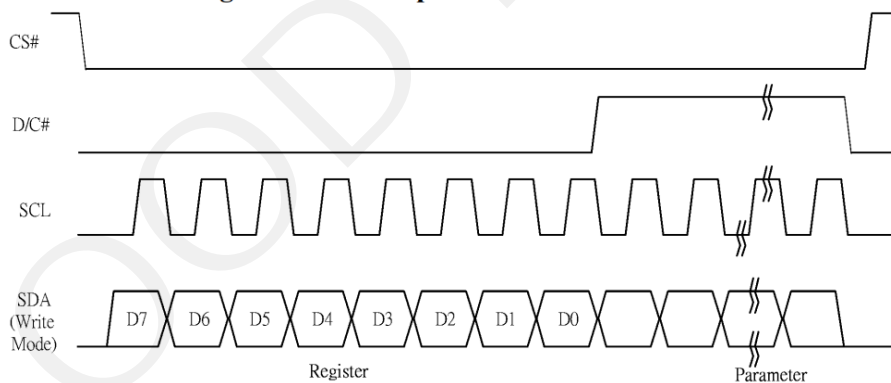 CS#
D/C#
SCL
SDA
(Write
Mode)
D7 D6 D5 D4 D3 D2 D1 D0
Register Parameter